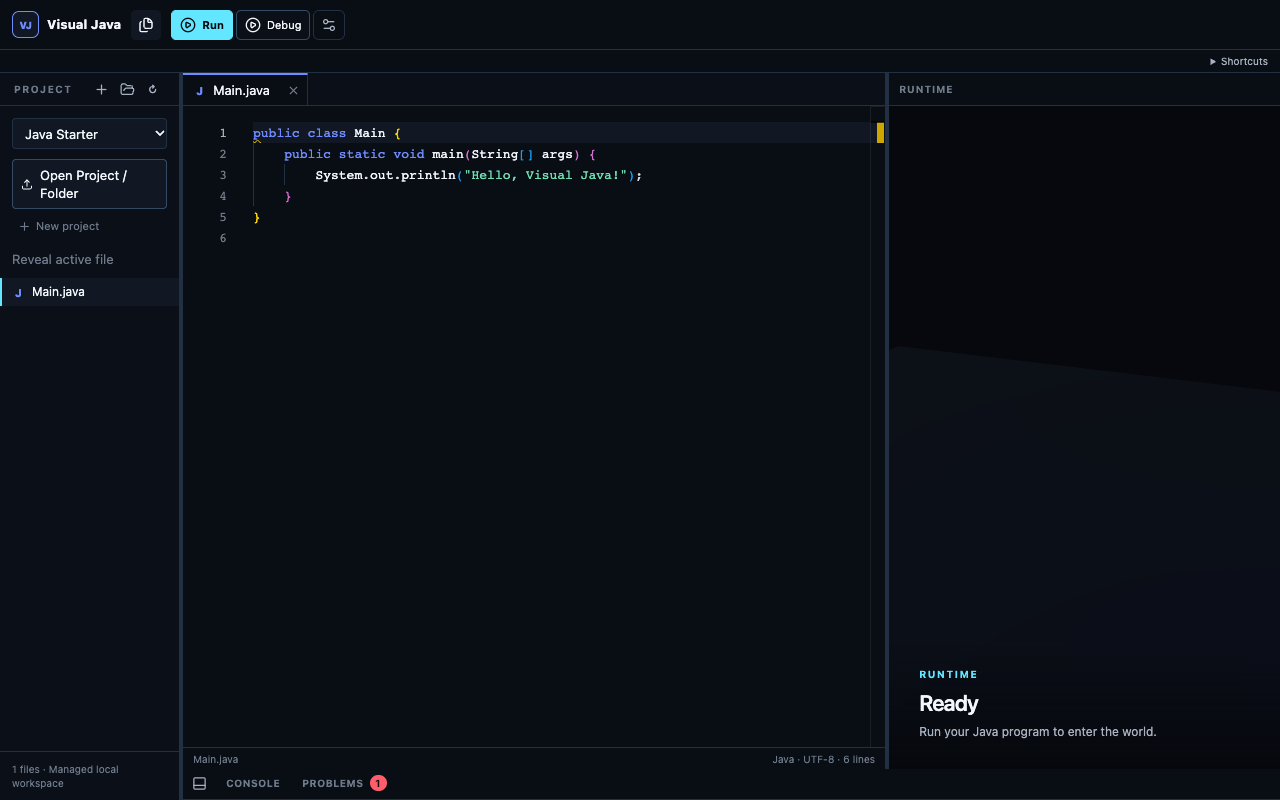 VJ Visual Java Run Debug
Shortcuts
PROJECT
Java Starter
Open Project /
Folder
New project
Reveal active file
J Main.java
1 files · Managed local
workspace
J Main.java
1 public class Main {
2 public static void main(String[] args) {
3 System.out.println("Hello, Visual Java!");
4 }
5 }
6
Main.java
Java · UTF-8 · 6 lines
CONSOLE
PROBLEMS 1
RUNTIME
RUNTIME
Ready
Run your Java program to enter the world.